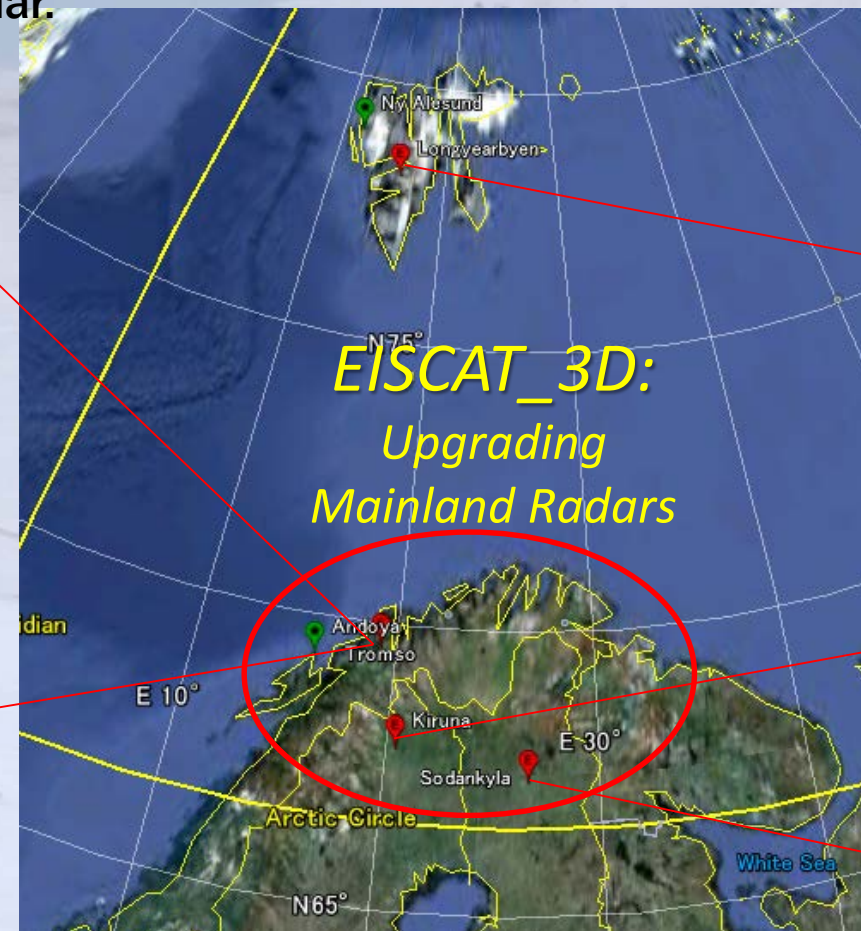 Ny Alesund
Longyearbyen
N75°
EISCAT_3D:
Upgrading
Mainland Radars
Andoya
Tromso
E 10°
Kiruna
E 30°
Sodankyla
Arctic Circle
White Sea
N65°